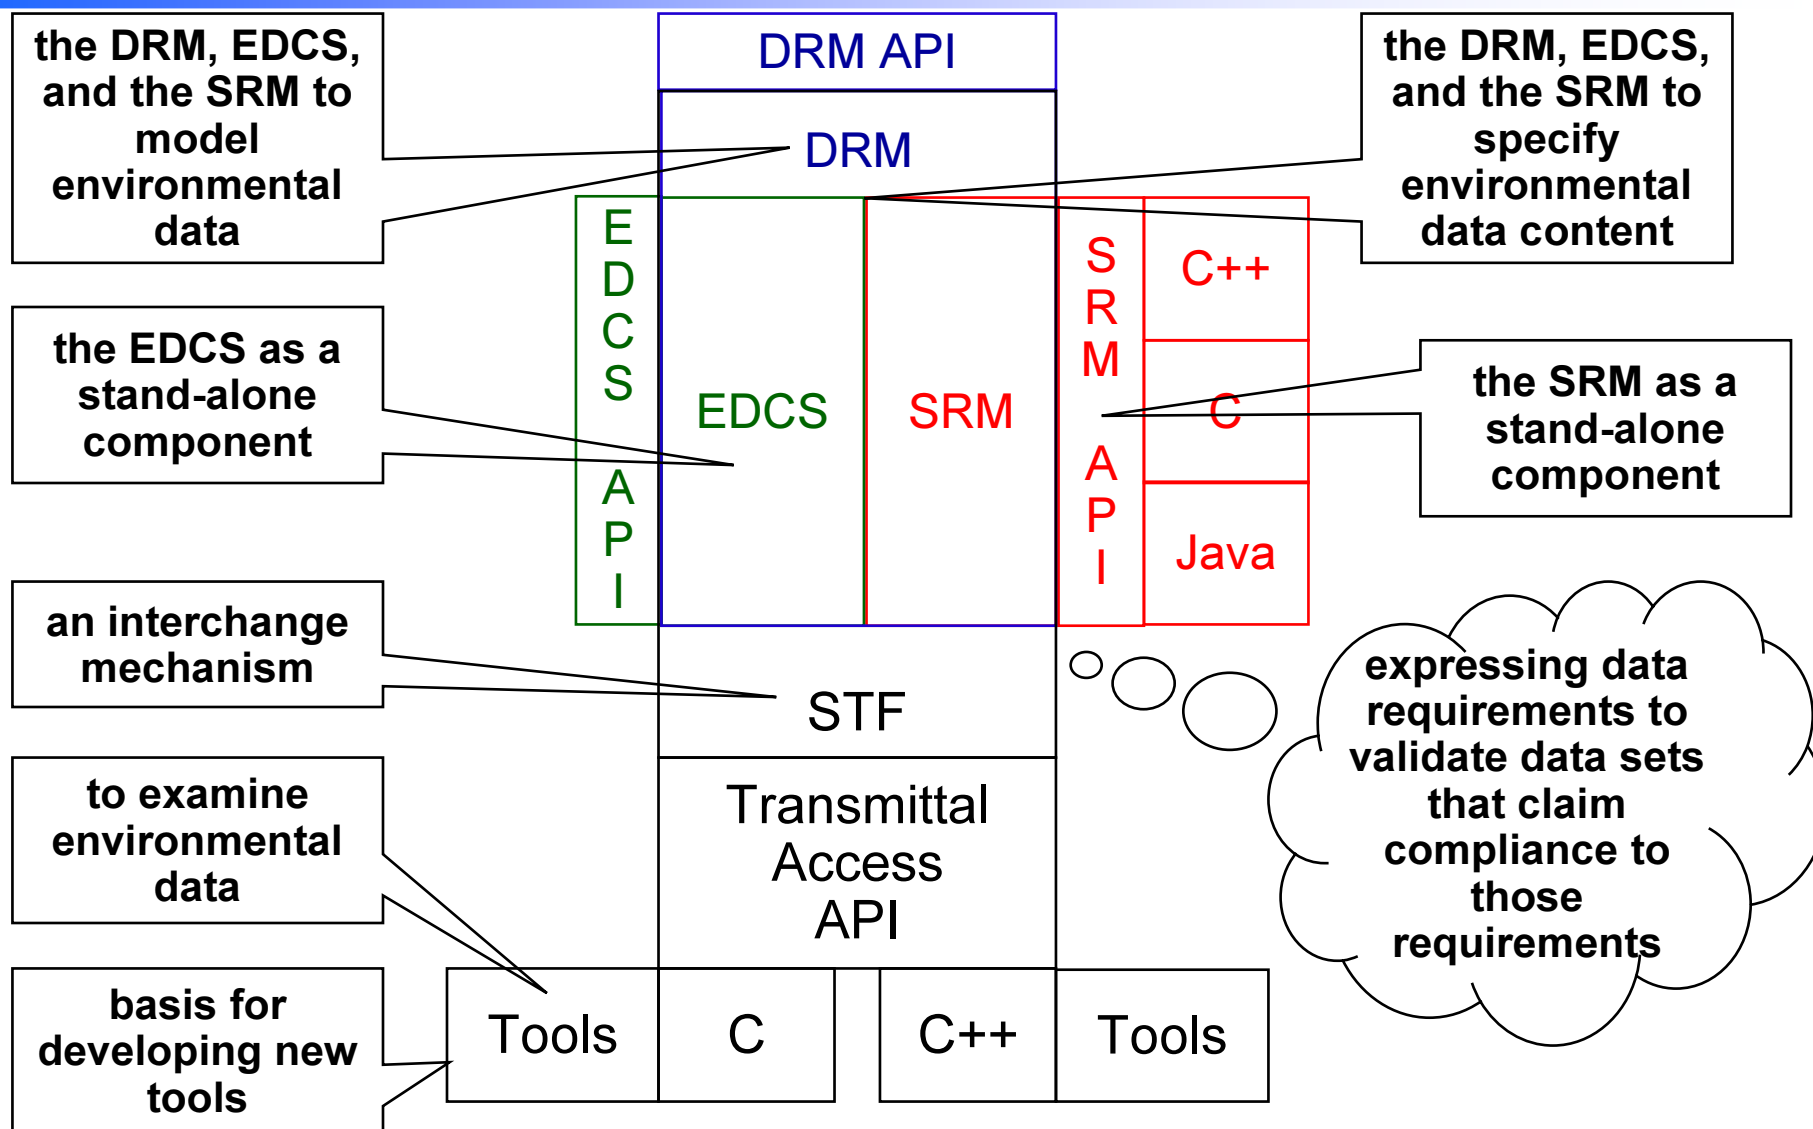 the DRM, EDCS,
and the SRM to
model
environmental
data
DRM API
DRM
the DRM, EDCS,
and the SRM to
specify
environmental
data content
E
D
C
S
A
P
I
EDCS
SRM
S
R
M
A
P
I
C++
C
Java
the EDCS as a
stand-alone
component
the SRM as a
stand-alone
component
an interchange
mechanism
STF
expressing data
requirements to
validate data sets
that claim
compliance to
those
requirements
to examine
environmental
data
Transmittal
Access
API
basis for
developing new
tools
Tools
C
C++
Tools